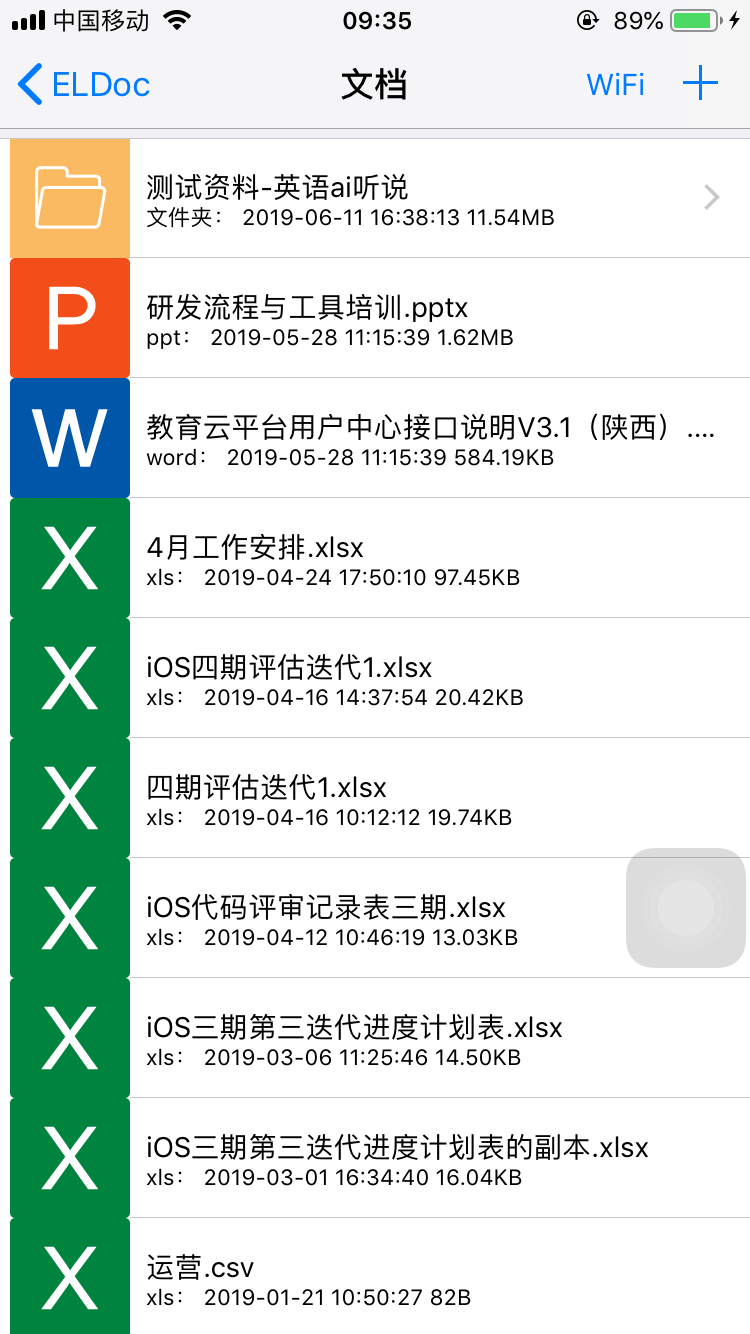 中国移动 09:35 89%
ELDoc 文档 WiFi
测试资料-英语ai听说
文件夹： 2019-06-11 16:38:13 11.54MB
P
研发流程与工具培训.pptx
ppt： 2019-05-28 11:15:39 1.62MB
W
教育云平台用户中心接口说明V3.1（陕西）....
word： 2019-05-28 11:15:39 584.19KB
X
4月工作安排.xlsx
xls： 2019-04-24 17:50:10 97.45KB
X
iOS四期评估迭代1.xlsx
xls： 2019-04-16 14:37:54 20.42KB
X
四期评估迭代1.xlsx
xls： 2019-04-16 10:12:12 19.74KB
X
iOS代码评审记录表三期.xlsx
xls： 2019-04-12 10:46:19 13.03KB
X
iOS三期第三迭代进度计划表.xlsx
xls： 2019-03-06 11:25:46 14.50KB
X
iOS三期第三迭代进度计划表的副本.xlsx
xls： 2019-03-01 16:34:40 16.04KB
X
运营.csv
xls： 2019-01-21 10:50:27 82B